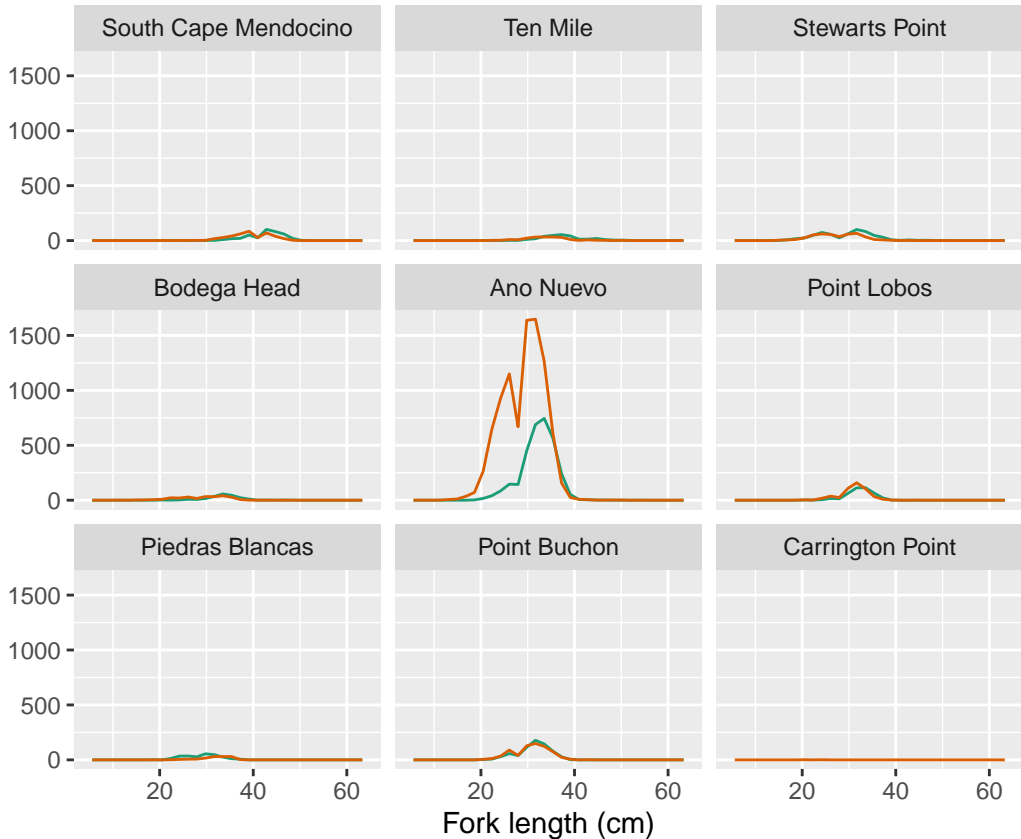 South Cape Mendocino Ten Mile Stewarts Point
1500
1000
500
0
Bodega Head Ano Nuevo Point Lobos
1500
1000
500
0
Piedras Blancas Point Buchon Carrington Point
1500
1000
500
0
20 40 60 20 40 60 20 40 60
Fork length (cm)